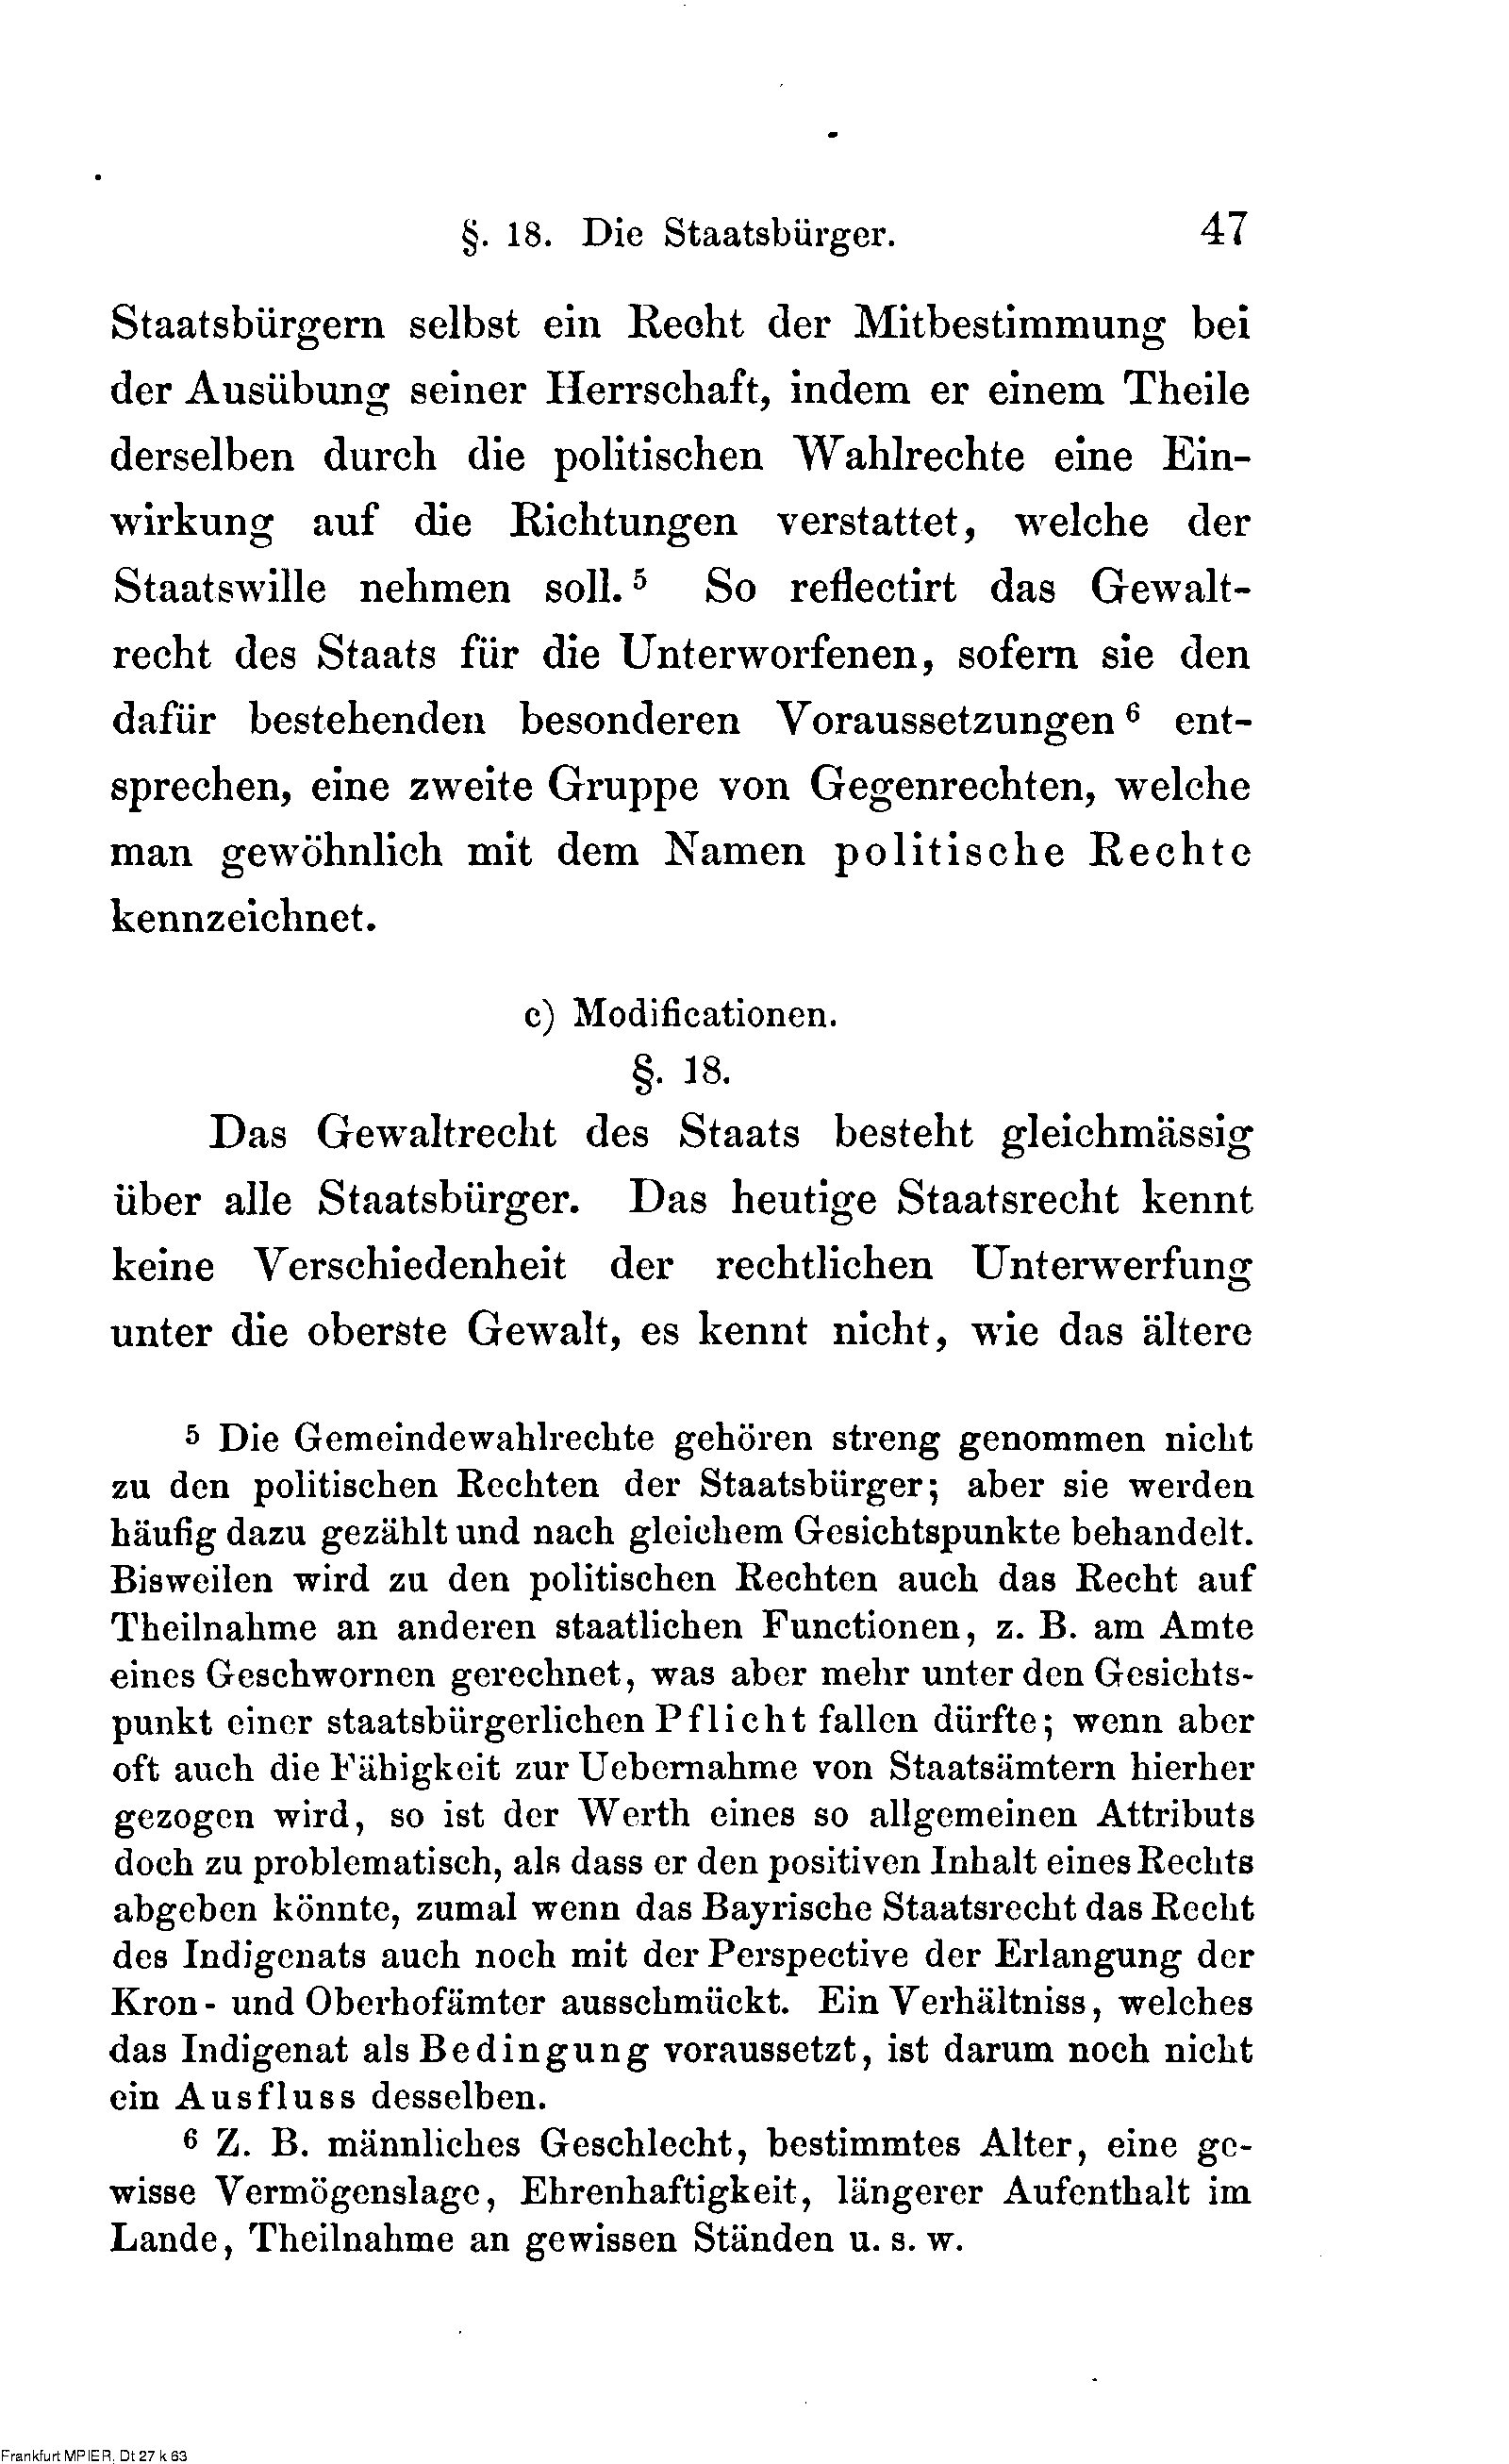 §. 18. Die Staatsbürger. 47
Staatsbürgern selbst ein Recht der Mitbestimmung bei
der Ausübung seiner Herrschaft, indem er einem Theile
derselben durch die politischen Wahlrechte eine Ein-
wirkung auf die Richtungen verstattet, welche der
Staatswille nehmen soll.⁵ So reflectirt das Gewalt-
recht des Staats für die Unterworfenen, sofern sie den
dafür bestehenden besonderen Voraussetzungen⁶ ent-
sprechen, eine zweite Gruppe von Gegenrechten, welche
man gewöhnlich mit dem Namen politische Rechte
kennzeichnet.
c) Modificationen.
§. 18.
Das Gewaltrecht des Staats besteht gleichmässig
über alle Staatsbürger. Das heutige Staatsrecht kennt
keine Verschiedenheit der rechtlichen Unterwerfung
unter die oberste Gewalt, es kennt nicht, wie das ältere
⁵ Die Gemeindewahlrechte gehören streng genommen nicht
zu den politischen Rechten der Staatsbürger; aber sie werden
häufig dazu gezählt und nach gleichem Gesichtspunkte behandelt.
Bisweilen wird zu den politischen Rechten auch das Recht auf
Theilnahme an anderen staatlichen Functionen, z. B. am Amte
eines Geschwornen gerechnet, was aber mehr unter den Gesichts-
punkt einer staatsbürgerlichen Pflicht fallen dürfte; wenn aber
oft auch die Fähigkeit zur Uebernahme von Staatsämtern hierher
gezogen wird, so ist der Werth eines so allgemeinen Attributs
doch zu problematisch, als dass er den positiven Inhalt eines Rechts
abgeben könnte, zumal wenn das Bayrische Staatsrecht das Recht
des Indigenats auch noch mit der Perspective der Erlangung der
Kron- und Oberhofämter ausschmückt. Ein Verhältniss, welches
das Indigenat als Bedingung voraussetzt, ist darum noch nicht
ein Ausfluss desselben.
⁶ Z. B. männliches Geschlecht, bestimmtes Alter, eine ge-
wisse Vermögenslage, Ehrenhaftigkeit, längerer Aufenthalt im
Lande, Theilnahme an gewissen Ständen u. s. w.
Frankfurt MPIER, Dt 27 k 63